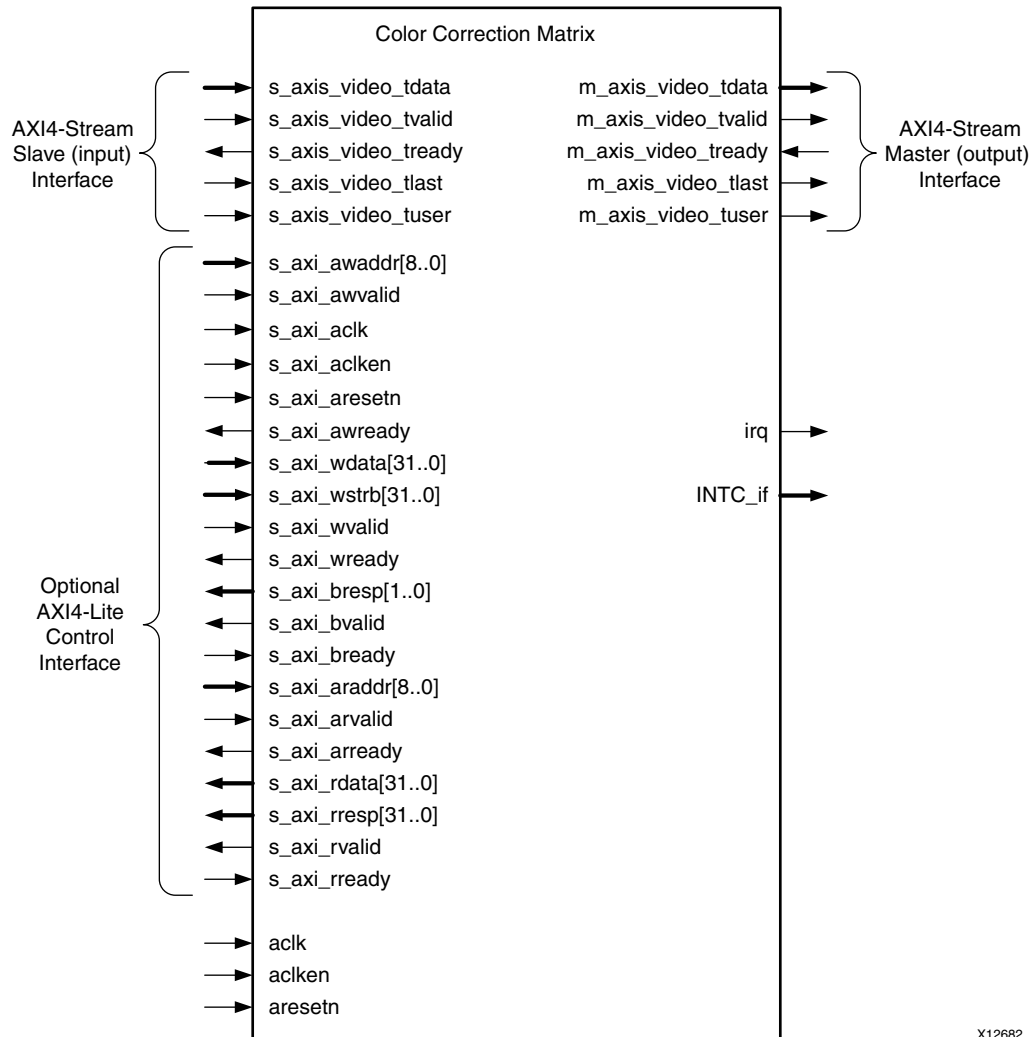 Color Correction Matrix
AXI4-Stream
Slave (input)
Interface
s_axis_video_tdata
s_axis_video_tvalid
s_axis_video_tready
s_axis_video_tlast
s_axis_video_tuser
m_axis_video_tdata
m_axis_video_tvalid
m_axis_video_tready
m_axis_video_tlast
m_axis_video_tuser
AXI4-Stream
Master (output)
Interface
Optional
AXI4-Lite
Control
Interface
s_axi_awaddr[8..0]
s_axi_awvalid
s_axi_aclk
s_axi_aclken
s_axi_aresetn
s_axi_awready
s_axi_wdata[31..0]
s_axi_wstrb[31..0]
s_axi_wvalid
s_axi_wready
s_axi_bresp[1..0]
s_axi_bvalid
s_axi_bready
s_axi_araddr[8..0]
s_axi_arvalid
s_axi_arready
s_axi_rdata[31..0]
s_axi_rresp[31..0]
s_axi_rvalid
s_axi_rready
irq
INTC_if
aclk
aclken
aresetn
X12682